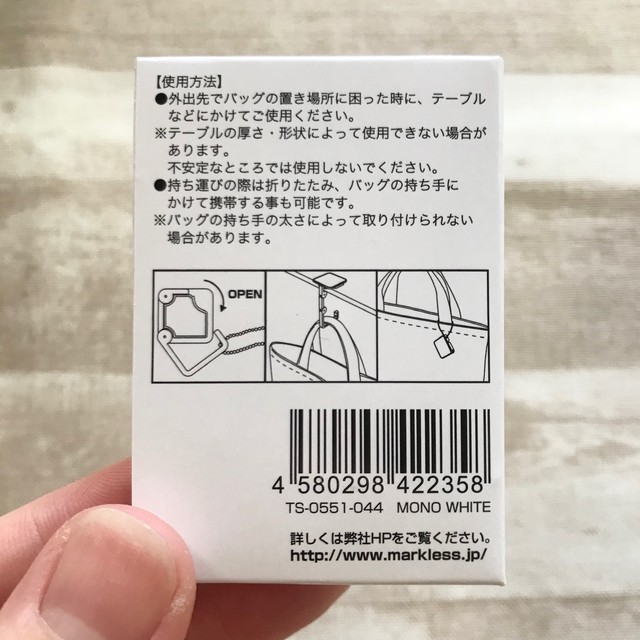 【使用方法】
●外出先でバッグの置き場所に困った時に、テーブル
などにかけてご使用ください。
※テーブルの厚さ・形状によって使用できない場合が
あります。
不安定なところでは使用しないでください。
●持ち運びの際は折りたたみ、バッグの持ち手に
かけて携帯する事も可能です。
※バッグの持ち手の太さによって取り付けられない
場合があります。
OPEN
4 580298 422358
TS-0551-044 MONO WHITE
詳しくは弊社HPをご覧ください。
http://www.markless.jp/